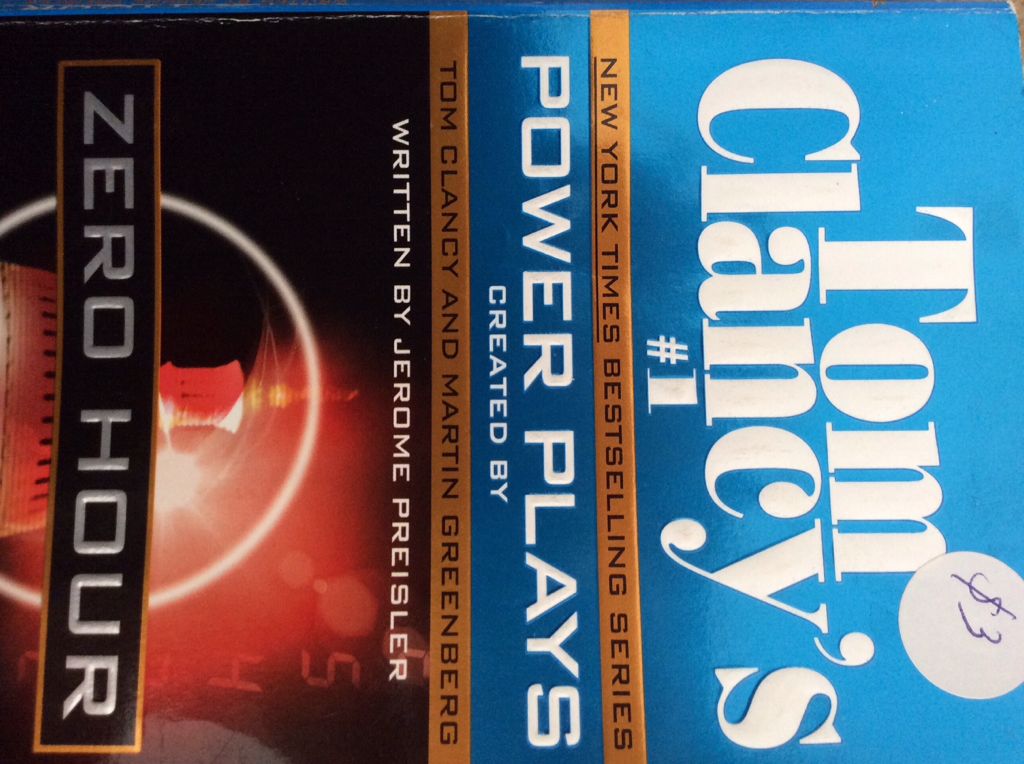 Tom
Clancy's
#1
NEW YORK TIMES BESTSELLING SERIES
POWER PLAYS
CREATED BY
TOM CLANCY AND MARTIN GREENBERG
WRITTEN BY JEROME PREISLER
ZERO HOUR
$3